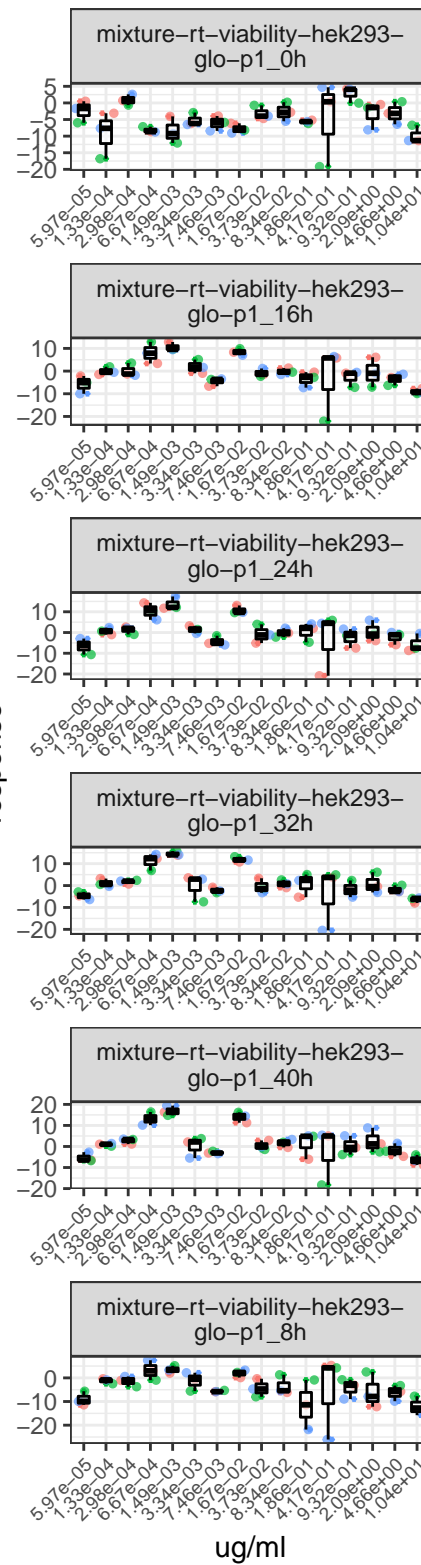 mixture−rt−viability−hek293−
glo−p1_0h
5
0
−5
−10
−15
−20
5.97e−05
1.33e−04
2.98e−04
6.67e−04
1.49e−03
3.34e−03
7.46e−03
1.67e−02
3.73e−02
8.34e−02
1.86e−01
4.17e−01
9.32e−01
2.09e+00
4.66e+00
1.04e+01
mixture−rt−viability−hek293−
glo−p1_16h
10
0
−10
−20
5.97e−05
1.33e−04
2.98e−04
6.67e−04
1.49e−03
3.34e−03
7.46e−03
1.67e−02
3.73e−02
8.34e−02
1.86e−01
4.17e−01
9.32e−01
2.09e+00
4.66e+00
1.04e+01
mixture−rt−viability−hek293−
glo−p1_24h
10
0
−10
−20
5.97e−05
1.33e−04
2.98e−04
6.67e−04
1.49e−03
3.34e−03
7.46e−03
1.67e−02
3.73e−02
8.34e−02
1.86e−01
4.17e−01
9.32e−01
2.09e+00
4.66e+00
1.04e+01
mixture−rt−viability−hek293−
glo−p1_32h
10
0
−10
−20
5.97e−05
1.33e−04
2.98e−04
6.67e−04
1.49e−03
3.34e−03
7.46e−03
1.67e−02
3.73e−02
8.34e−02
1.86e−01
4.17e−01
9.32e−01
2.09e+00
4.66e+00
1.04e+01
mixture−rt−viability−hek293−
glo−p1_40h
20
10
0
−10
−20
5.97e−05
1.33e−04
2.98e−04
6.67e−04
1.49e−03
3.34e−03
7.46e−03
1.67e−02
3.73e−02
8.34e−02
1.86e−01
4.17e−01
9.32e−01
2.09e+00
4.66e+00
1.04e+01
mixture−rt−viability−hek293−
glo−p1_8h
0
−10
−20
5.97e−05
1.33e−04
2.98e−04
6.67e−04
1.49e−03
3.34e−03
7.46e−03
1.67e−02
3.73e−02
8.34e−02
1.86e−01
4.17e−01
9.32e−01
2.09e+00
4.66e+00
1.04e+01
ug/ml